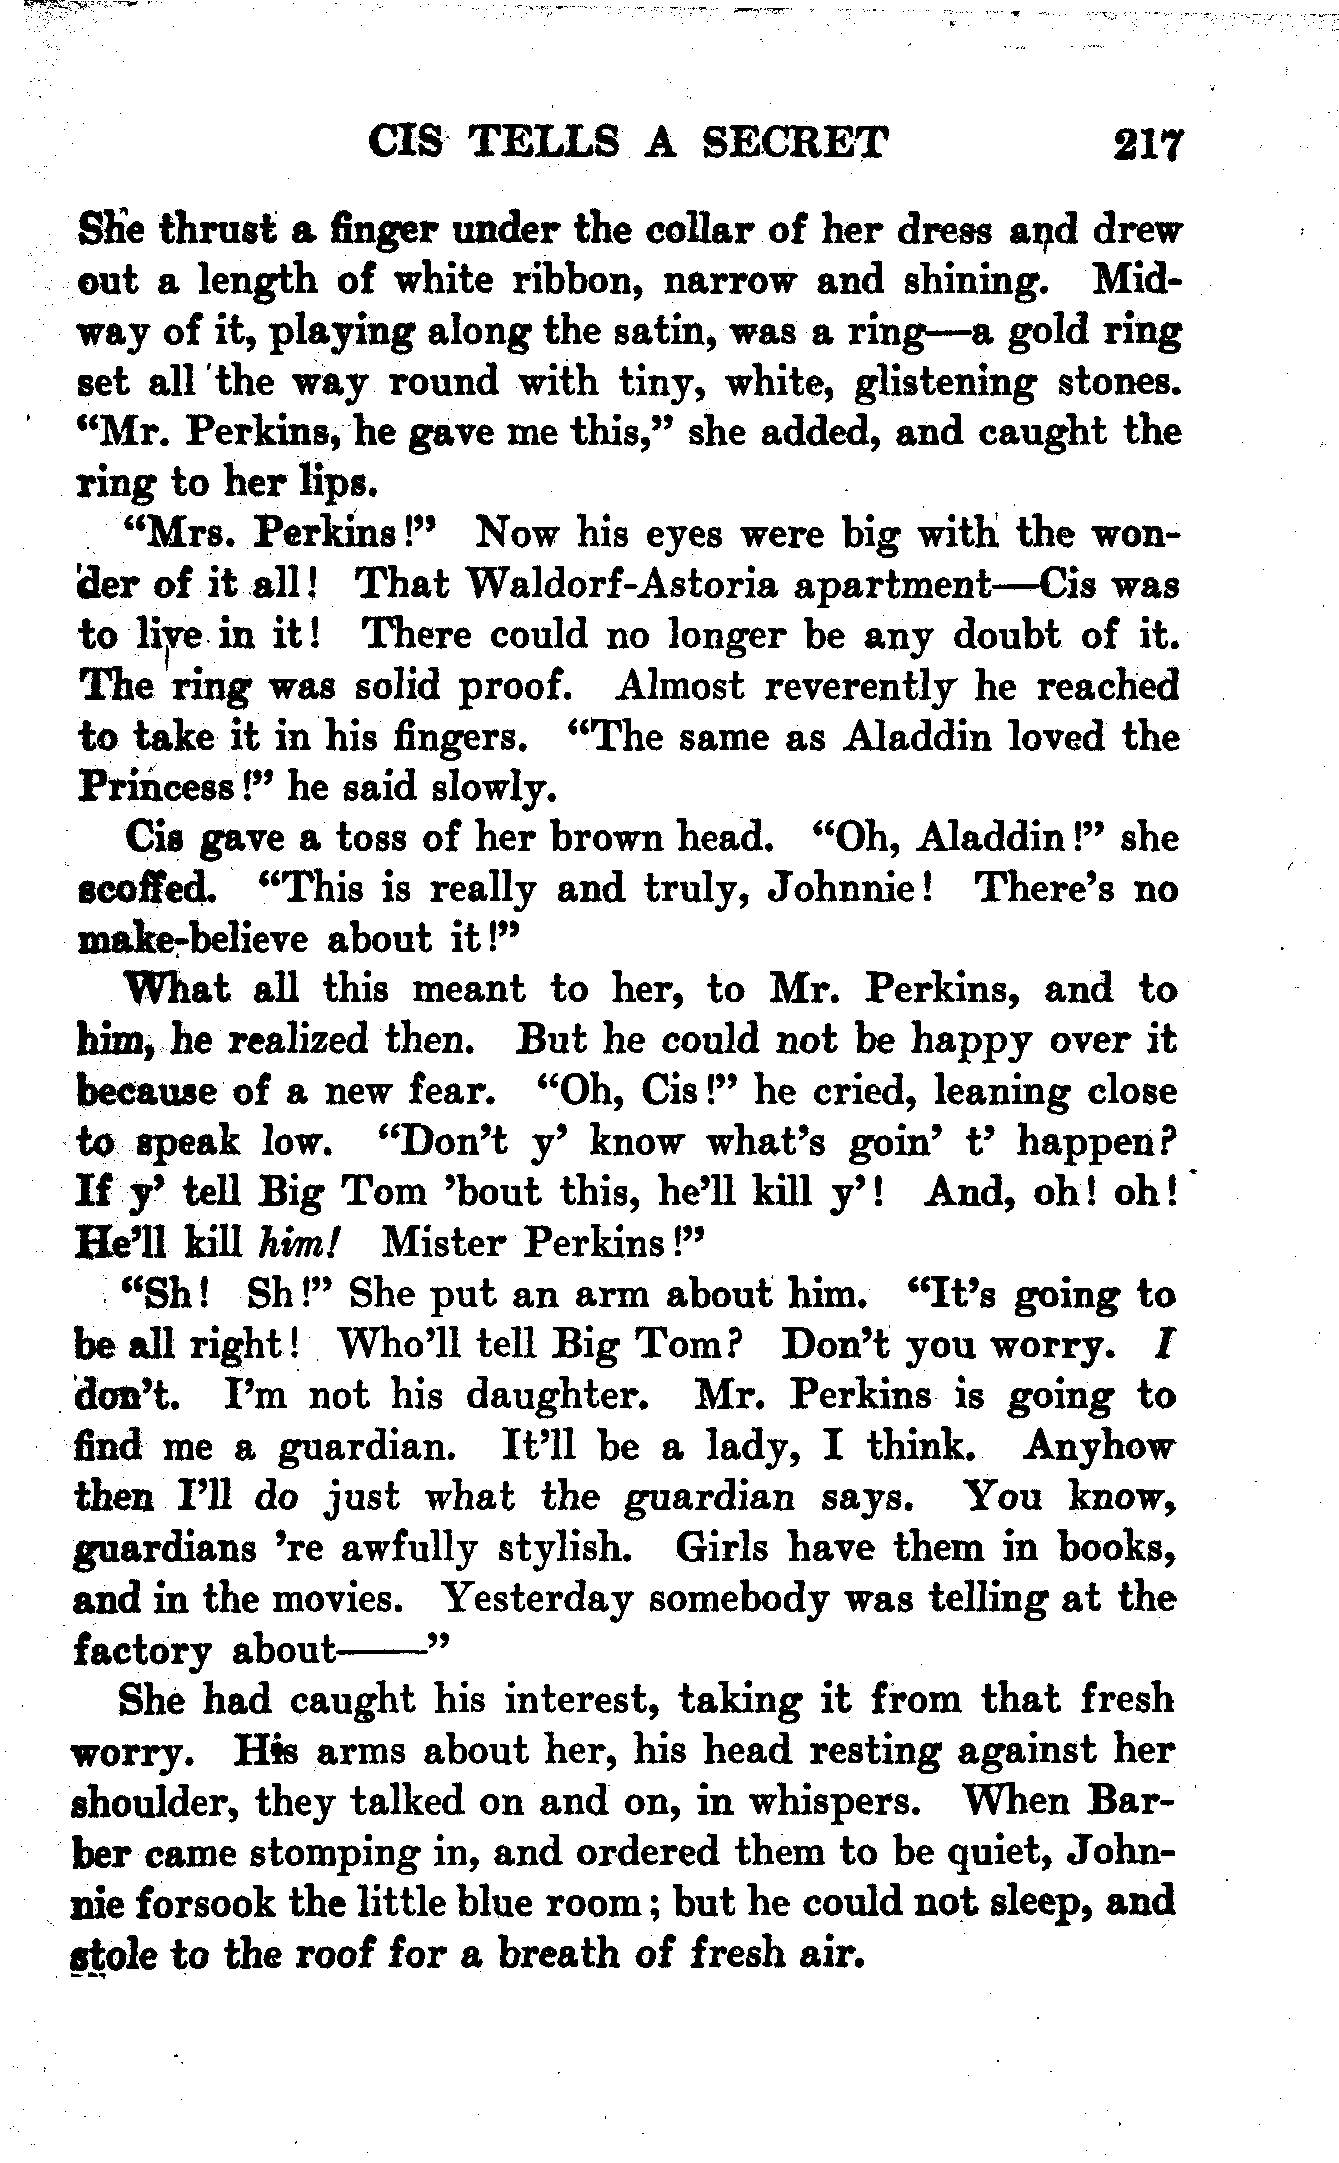 CIS TELLS A SECRET 217
She thrust a finger under the collar of her dress and drew
out a length of white ribbon, narrow and shining. Mid-
way of it, playing along the satin, was a ring—a gold ring
set all the way round with tiny, white, glistening stones.
“Mr. Perkins, he gave me this,” she added, and caught the
ring to her lips.
“Mrs. Perkins!” Now his eyes were big with the won-
der of it all! That Waldorf-Astoria apartment—Cis was
to live in it! There could no longer be any doubt of it.
The ring was solid proof. Almost reverently he reached
to take it in his fingers. “The same as Aladdin loved the
Princess!” he said slowly.
Cis gave a toss of her brown head. “Oh, Aladdin!” she
scoffed. “This is really and truly, Johnnie! There’s no
make-believe about it!”
What all this meant to her, to Mr. Perkins, and to
him, he realized then. But he could not be happy over it
because of a new fear. “Oh, Cis!” he cried, leaning close
to speak low. “Don’t y’ know what’s goin’ t’ happen?
If y’ tell Big Tom ’bout this, he’ll kill y’! And, oh! oh!
He’ll kill him! Mister Perkins!”
“Sh! Sh!” She put an arm about him. “It’s going to
be all right! Who’ll tell Big Tom? Don’t you worry. I
don’t. I’m not his daughter. Mr. Perkins is going to
find me a guardian. It’ll be a lady, I think. Anyhow
then I’ll do just what the guardian says. You know,
guardians ’re awfully stylish. Girls have them in books,
and in the movies. Yesterday somebody was telling at the
factory about——”
She had caught his interest, taking it from that fresh
worry. His arms about her, his head resting against her
shoulder, they talked on and on, in whispers. When Bar-
ber came stomping in, and ordered them to be quiet, John-
nie forsook the little blue room; but he could not sleep, and
stole to the roof for a breath of fresh air.